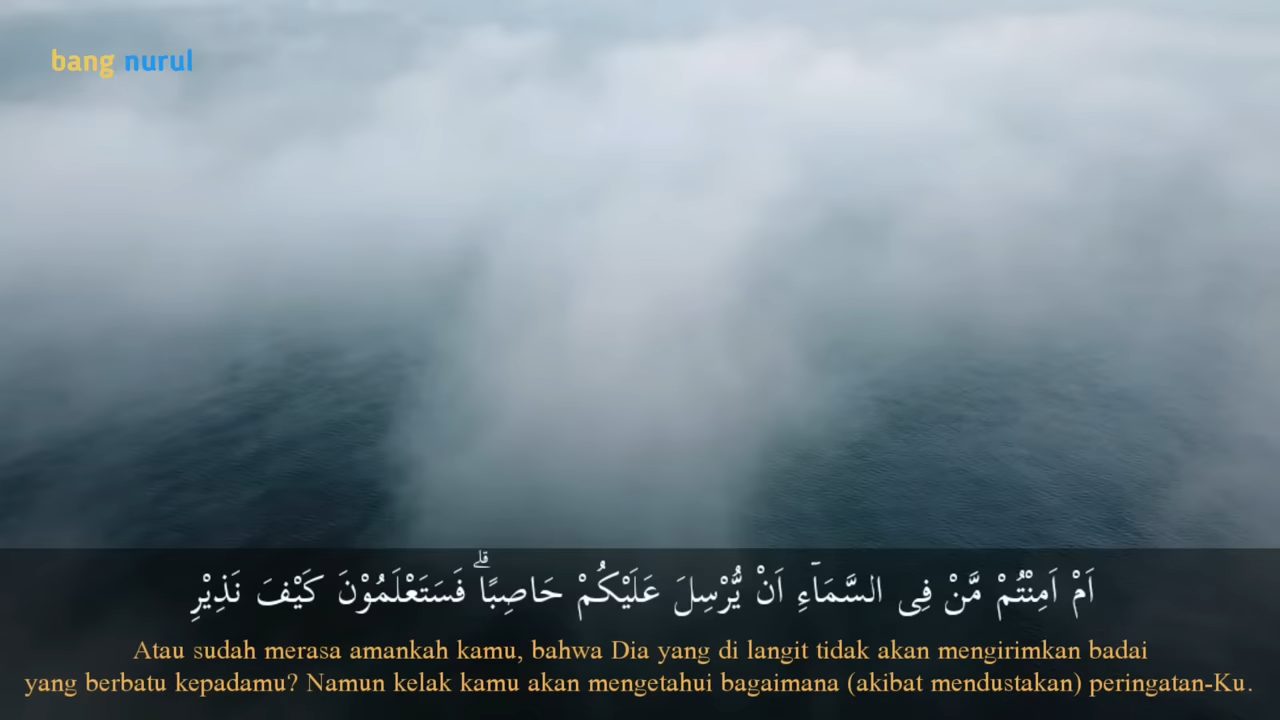 bang nurul
اَمْ اَمِنْتُمْ مَّنْ فِى السَّمَاۤءِ اَنْ يُّرْسِلَ عَلَيْكُمْ حَاصِبًاۗ فَسَتَعْلَمُوْنَ كَيْفَ نَذِيْرِ
Atau sudah merasa amankah kamu, bahwa Dia yang di langit tidak akan mengirimkan badai
yang berbatu kepadamu? Namun kelak kamu akan mengetahui bagaimana (akibat mendustakan) peringatan-Ku.